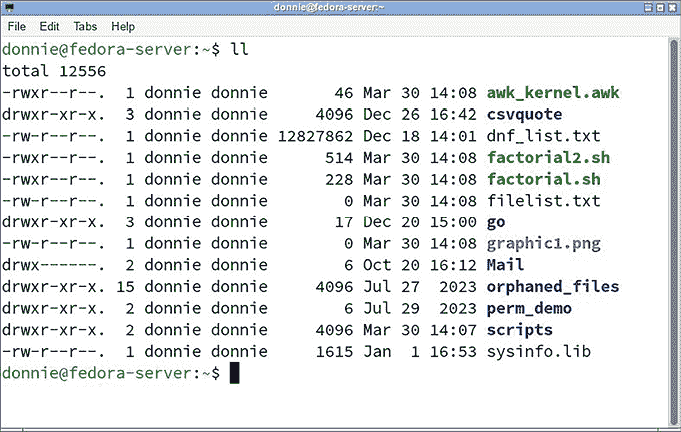 donnie@fedora-server:~
File Edit Tabs Help
donnie@fedora-server:~$ ll
total 12556
-rwxr--r--.  1 donnie donnie       46 Mar 30 14:08 awk_kernel.awk
drwxr-xr-x.  3 donnie donnie     4096 Dec 26 16:42 csvquote
-rw-r--r--.  1 donnie donnie 12827862 Dec 18 14:01 dnf_list.txt
-rwxr--r--.  1 donnie donnie      514 Mar 30 14:08 factorial2.sh
-rwxr--r--.  1 donnie donnie      228 Mar 30 14:08 factorial.sh
-rw-r--r--.  1 donnie donnie        0 Mar 30 14:08 filelist.txt
drwxr-xr-x.  3 donnie donnie       17 Dec 20 15:00 go
-rw-r--r--.  1 donnie donnie        0 Mar 30 14:08 graphic1.png
drwx------.  2 donnie donnie        6 Oct 20 16:12 Mail
drwxr-xr-x. 15 donnie donnie     4096 Jul 27  2023 orphaned_files
drwxr-xr-x.  2 donnie donnie        6 Jul 29  2023 perm_demo
drwxr-xr-x.  2 donnie donnie     4096 Mar 30 14:07 scripts
-rw-r--r--.  1 donnie donnie     1615 Jan  1 16:53 sysinfo.lib
donnie@fedora-server:~$